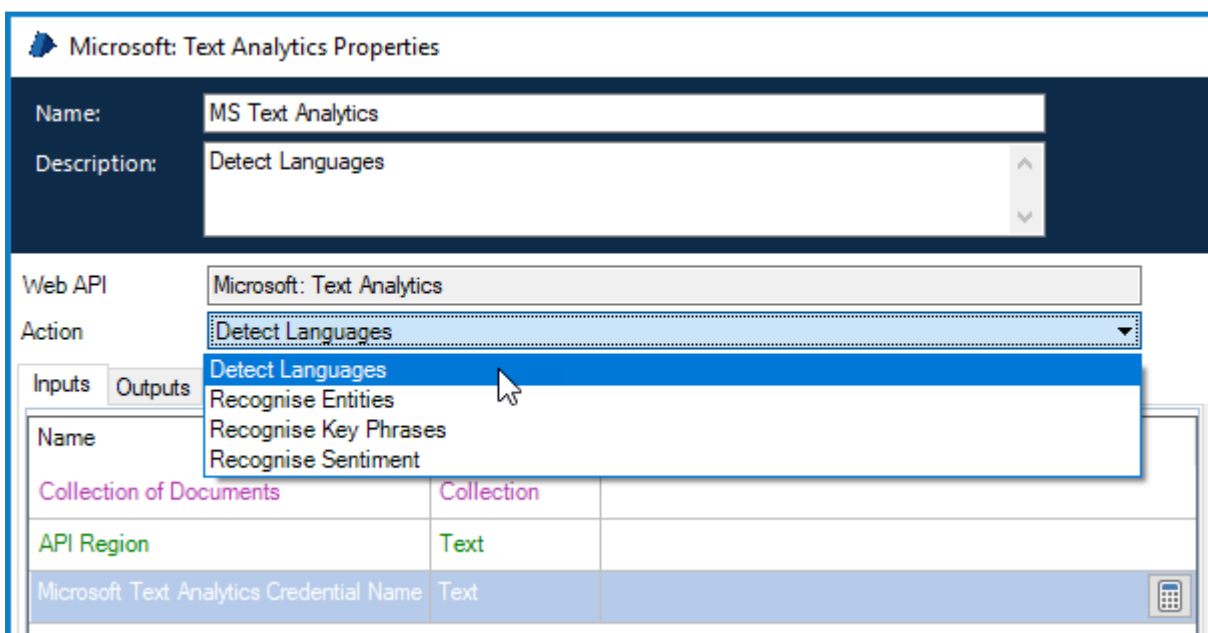 Microsoft: Text Analytics Properties
Name: MS Text Analytics
Description: Detect Languages
Web API Microsoft: Text Analytics
Action Detect Languages
Detect Languages
Recognise Entities
Recognise Key Phrases
Recognise Sentiment
Inputs Outputs
Name
Collection of Documents Collection
API Region Text
Microsoft Text Analytics Credential Name Text